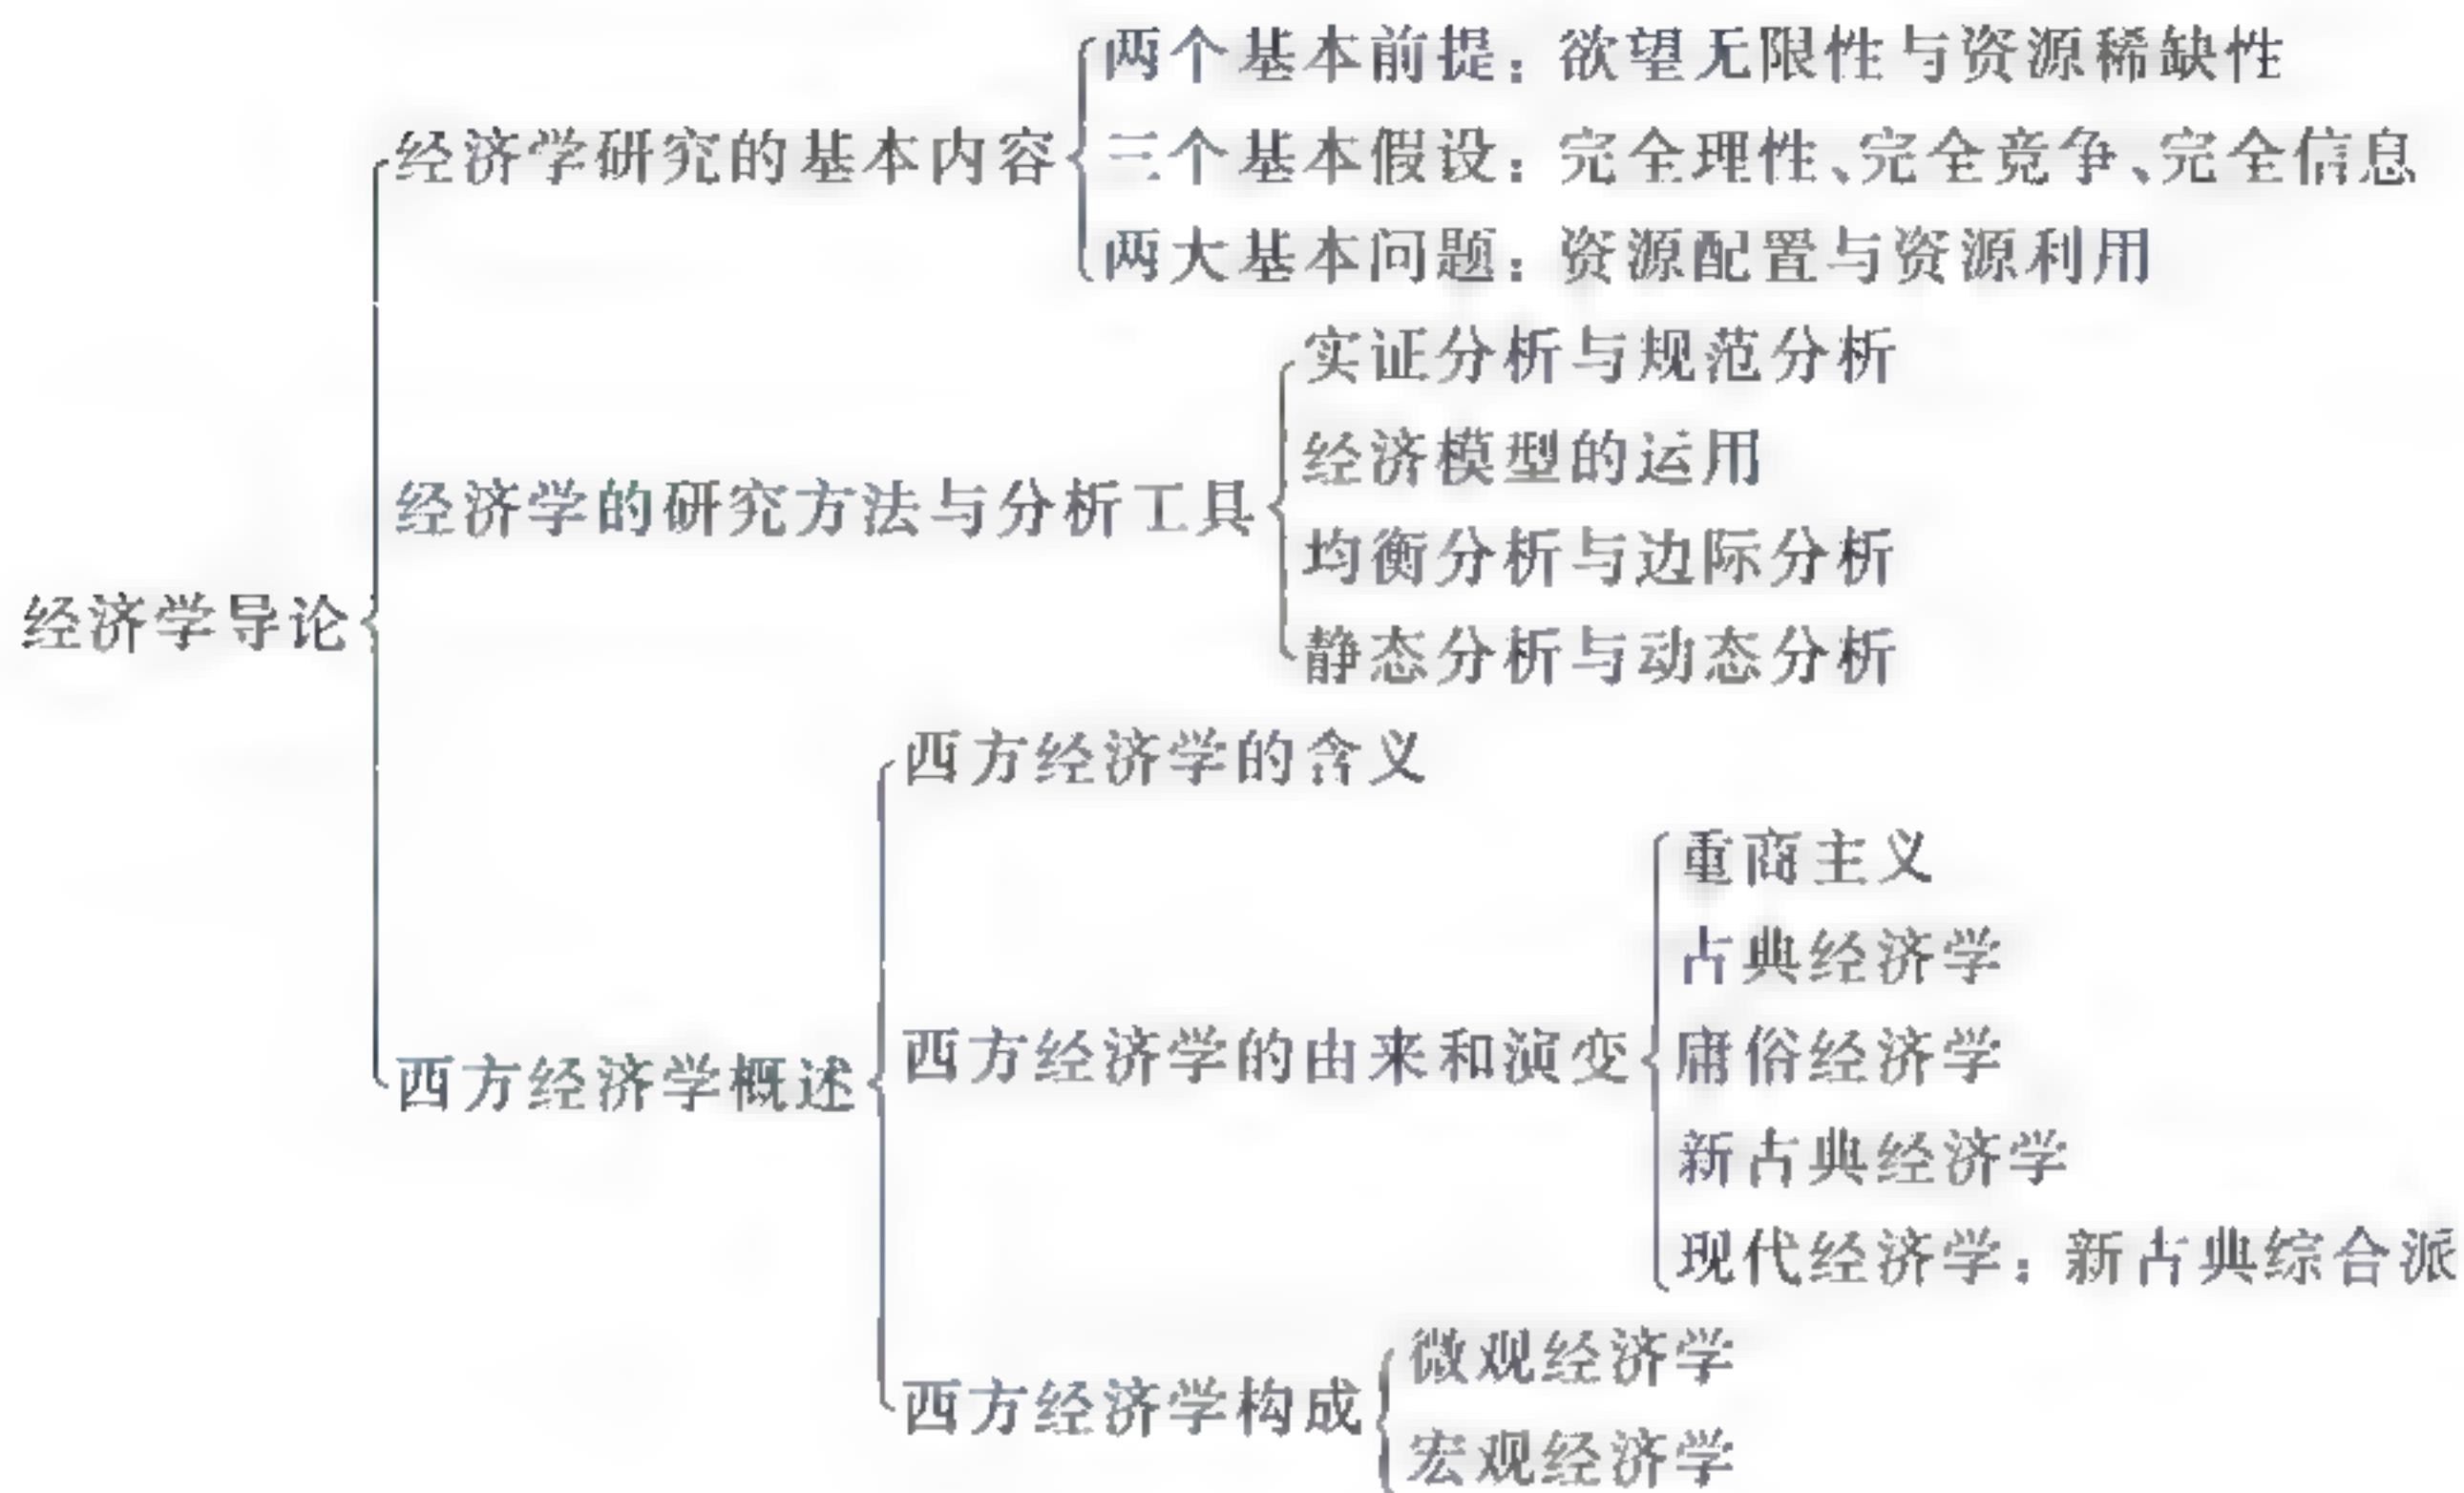 经济学导论
经济学研究的基本内容
两个基本前提：欲望无限性与资源稀缺性
三个基本假设：完全理性、完全竞争、完全信息
两大基本问题：资源配置与资源利用
经济学的研究方法与分析工具
实证分析与规范分析
经济模型的运用
均衡分析与边际分析
静态分析与动态分析
西方经济学概述
西方经济学的含义
西方经济学的由来和演变
重商主义
古典经济学
庸俗经济学
新古典经济学
现代经济学：新古典综合派
西方经济学构成
微观经济学
宏观经济学